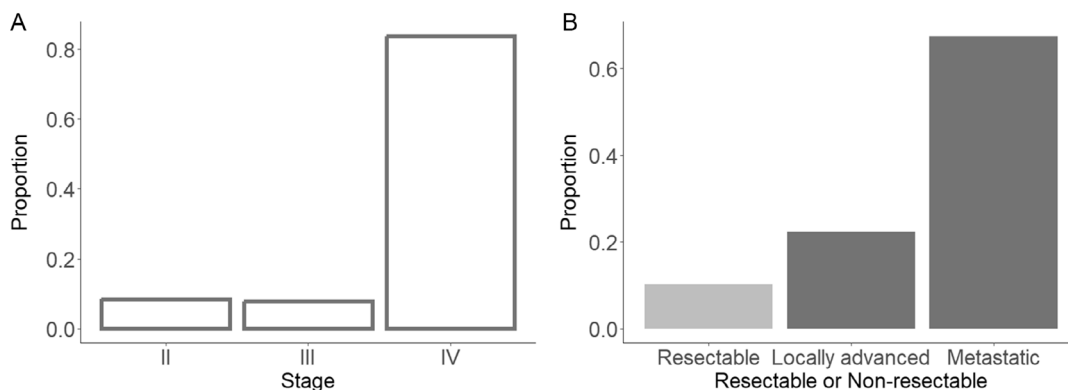 A
Proportion
0.8
0.6
0.4
0.2
0.0
II III IV
Stage
B
Proportion
0.6
0.4
0.2
0.0
Resectable Locally advanced Metastatic
Resectable or Non-resectable